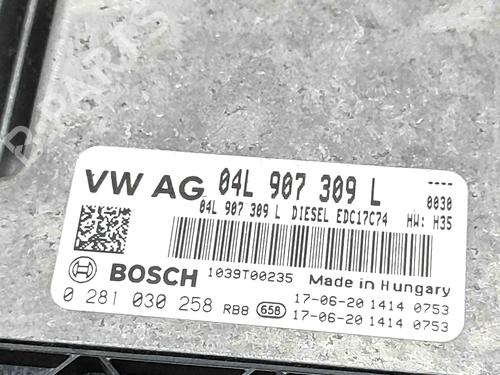 B-PARTS
VW AG 04L 907 309 L
----
0030
04L 907 309 L DIESEL EDC17C74 HW: H35
BOSCH 1039T00235 Made in Hungary
0 281 030 258 RB8 658 17-06-20 1414 0753
17-06-20 1414 0753